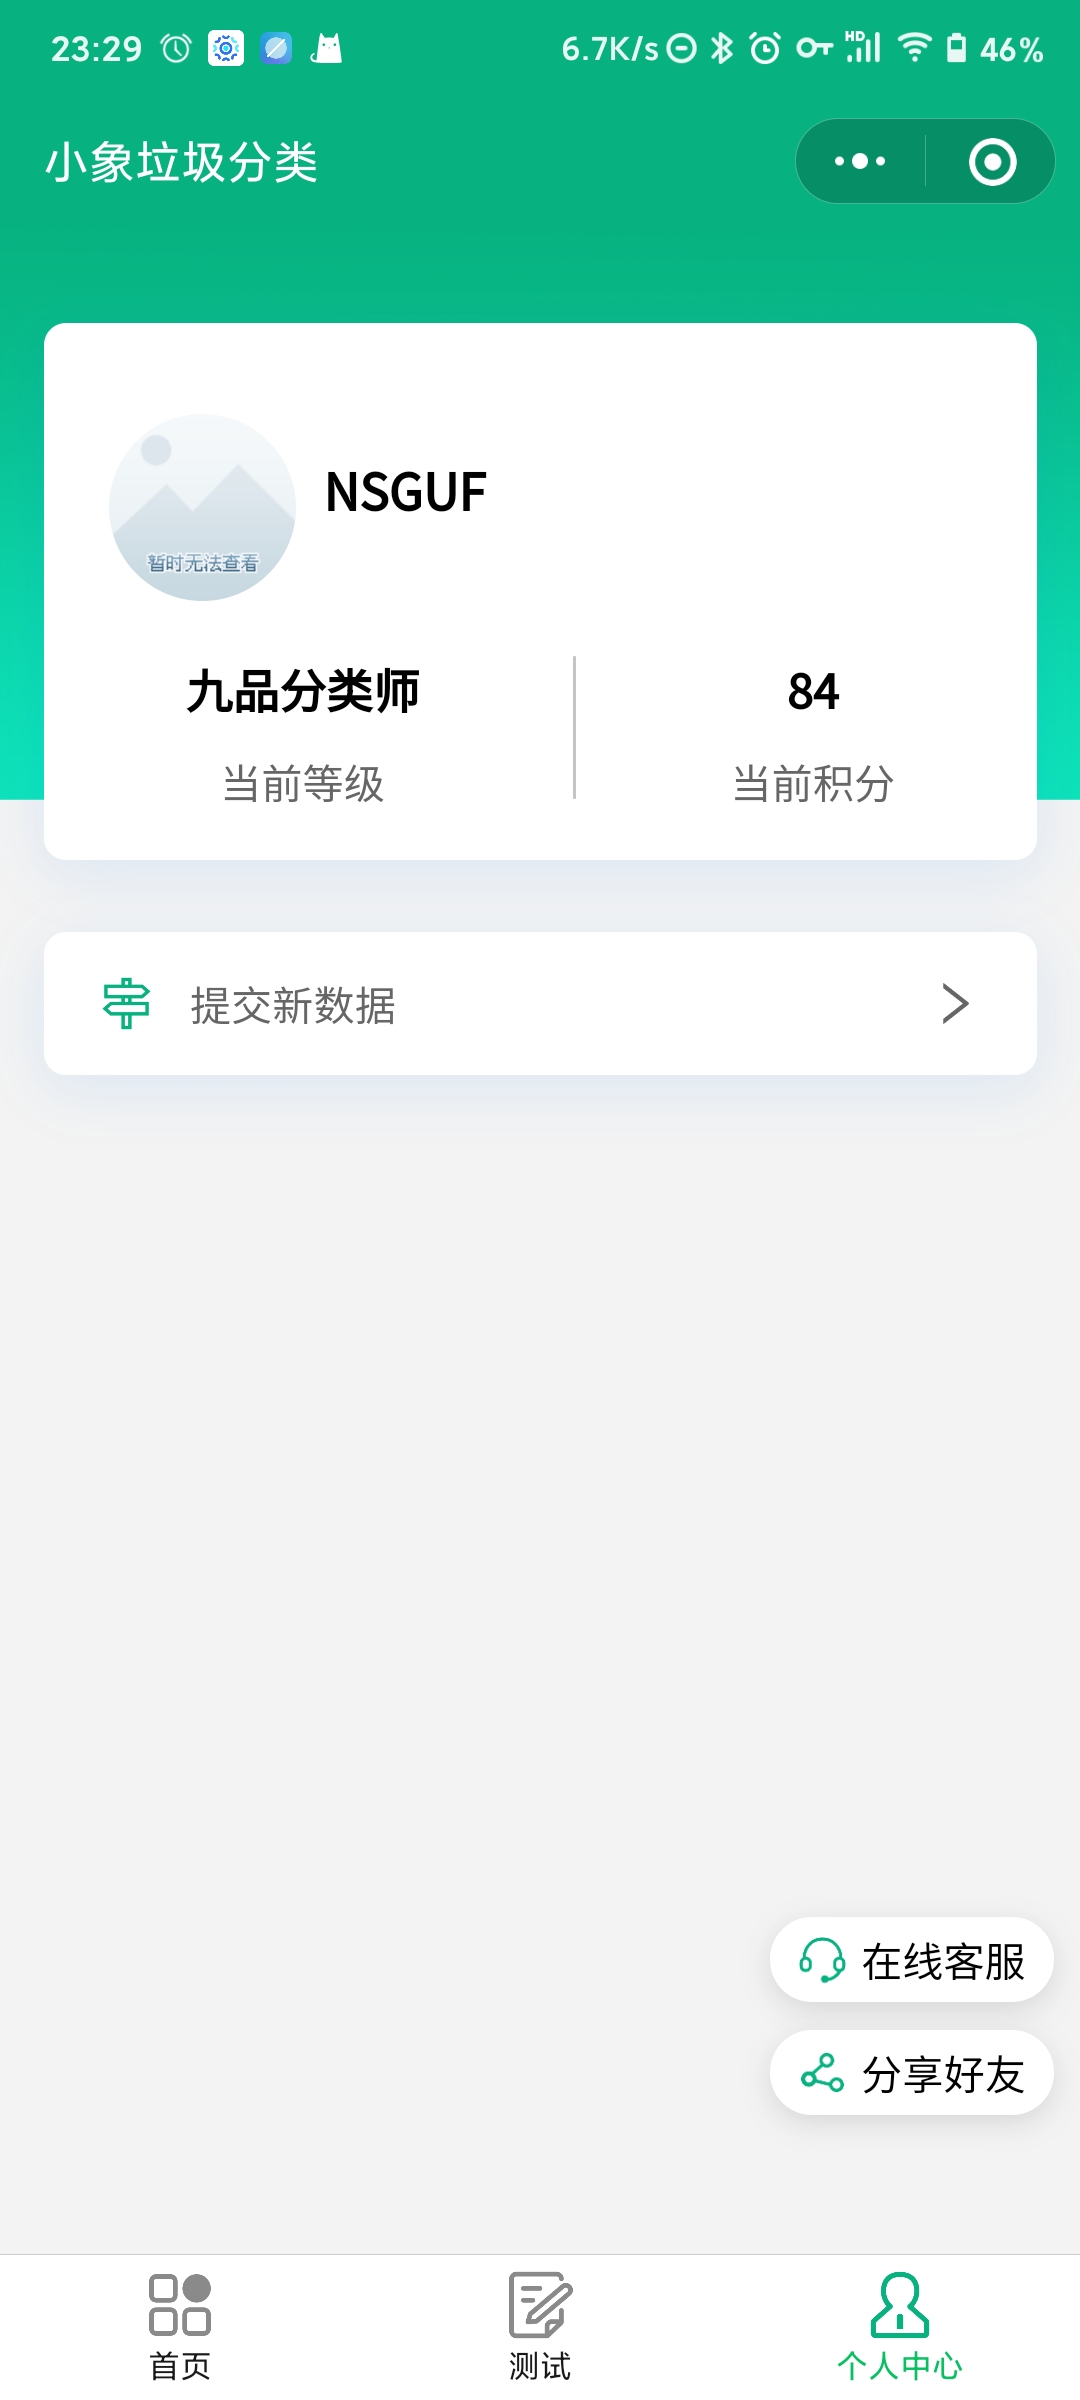 23:29 6.7K/s HD 46%
小象垃圾分类
NSGUF
暂时无法查看
九品分类师 84
当前等级 当前积分
提交新数据
在线客服
分享好友
首页 测试 个人中心